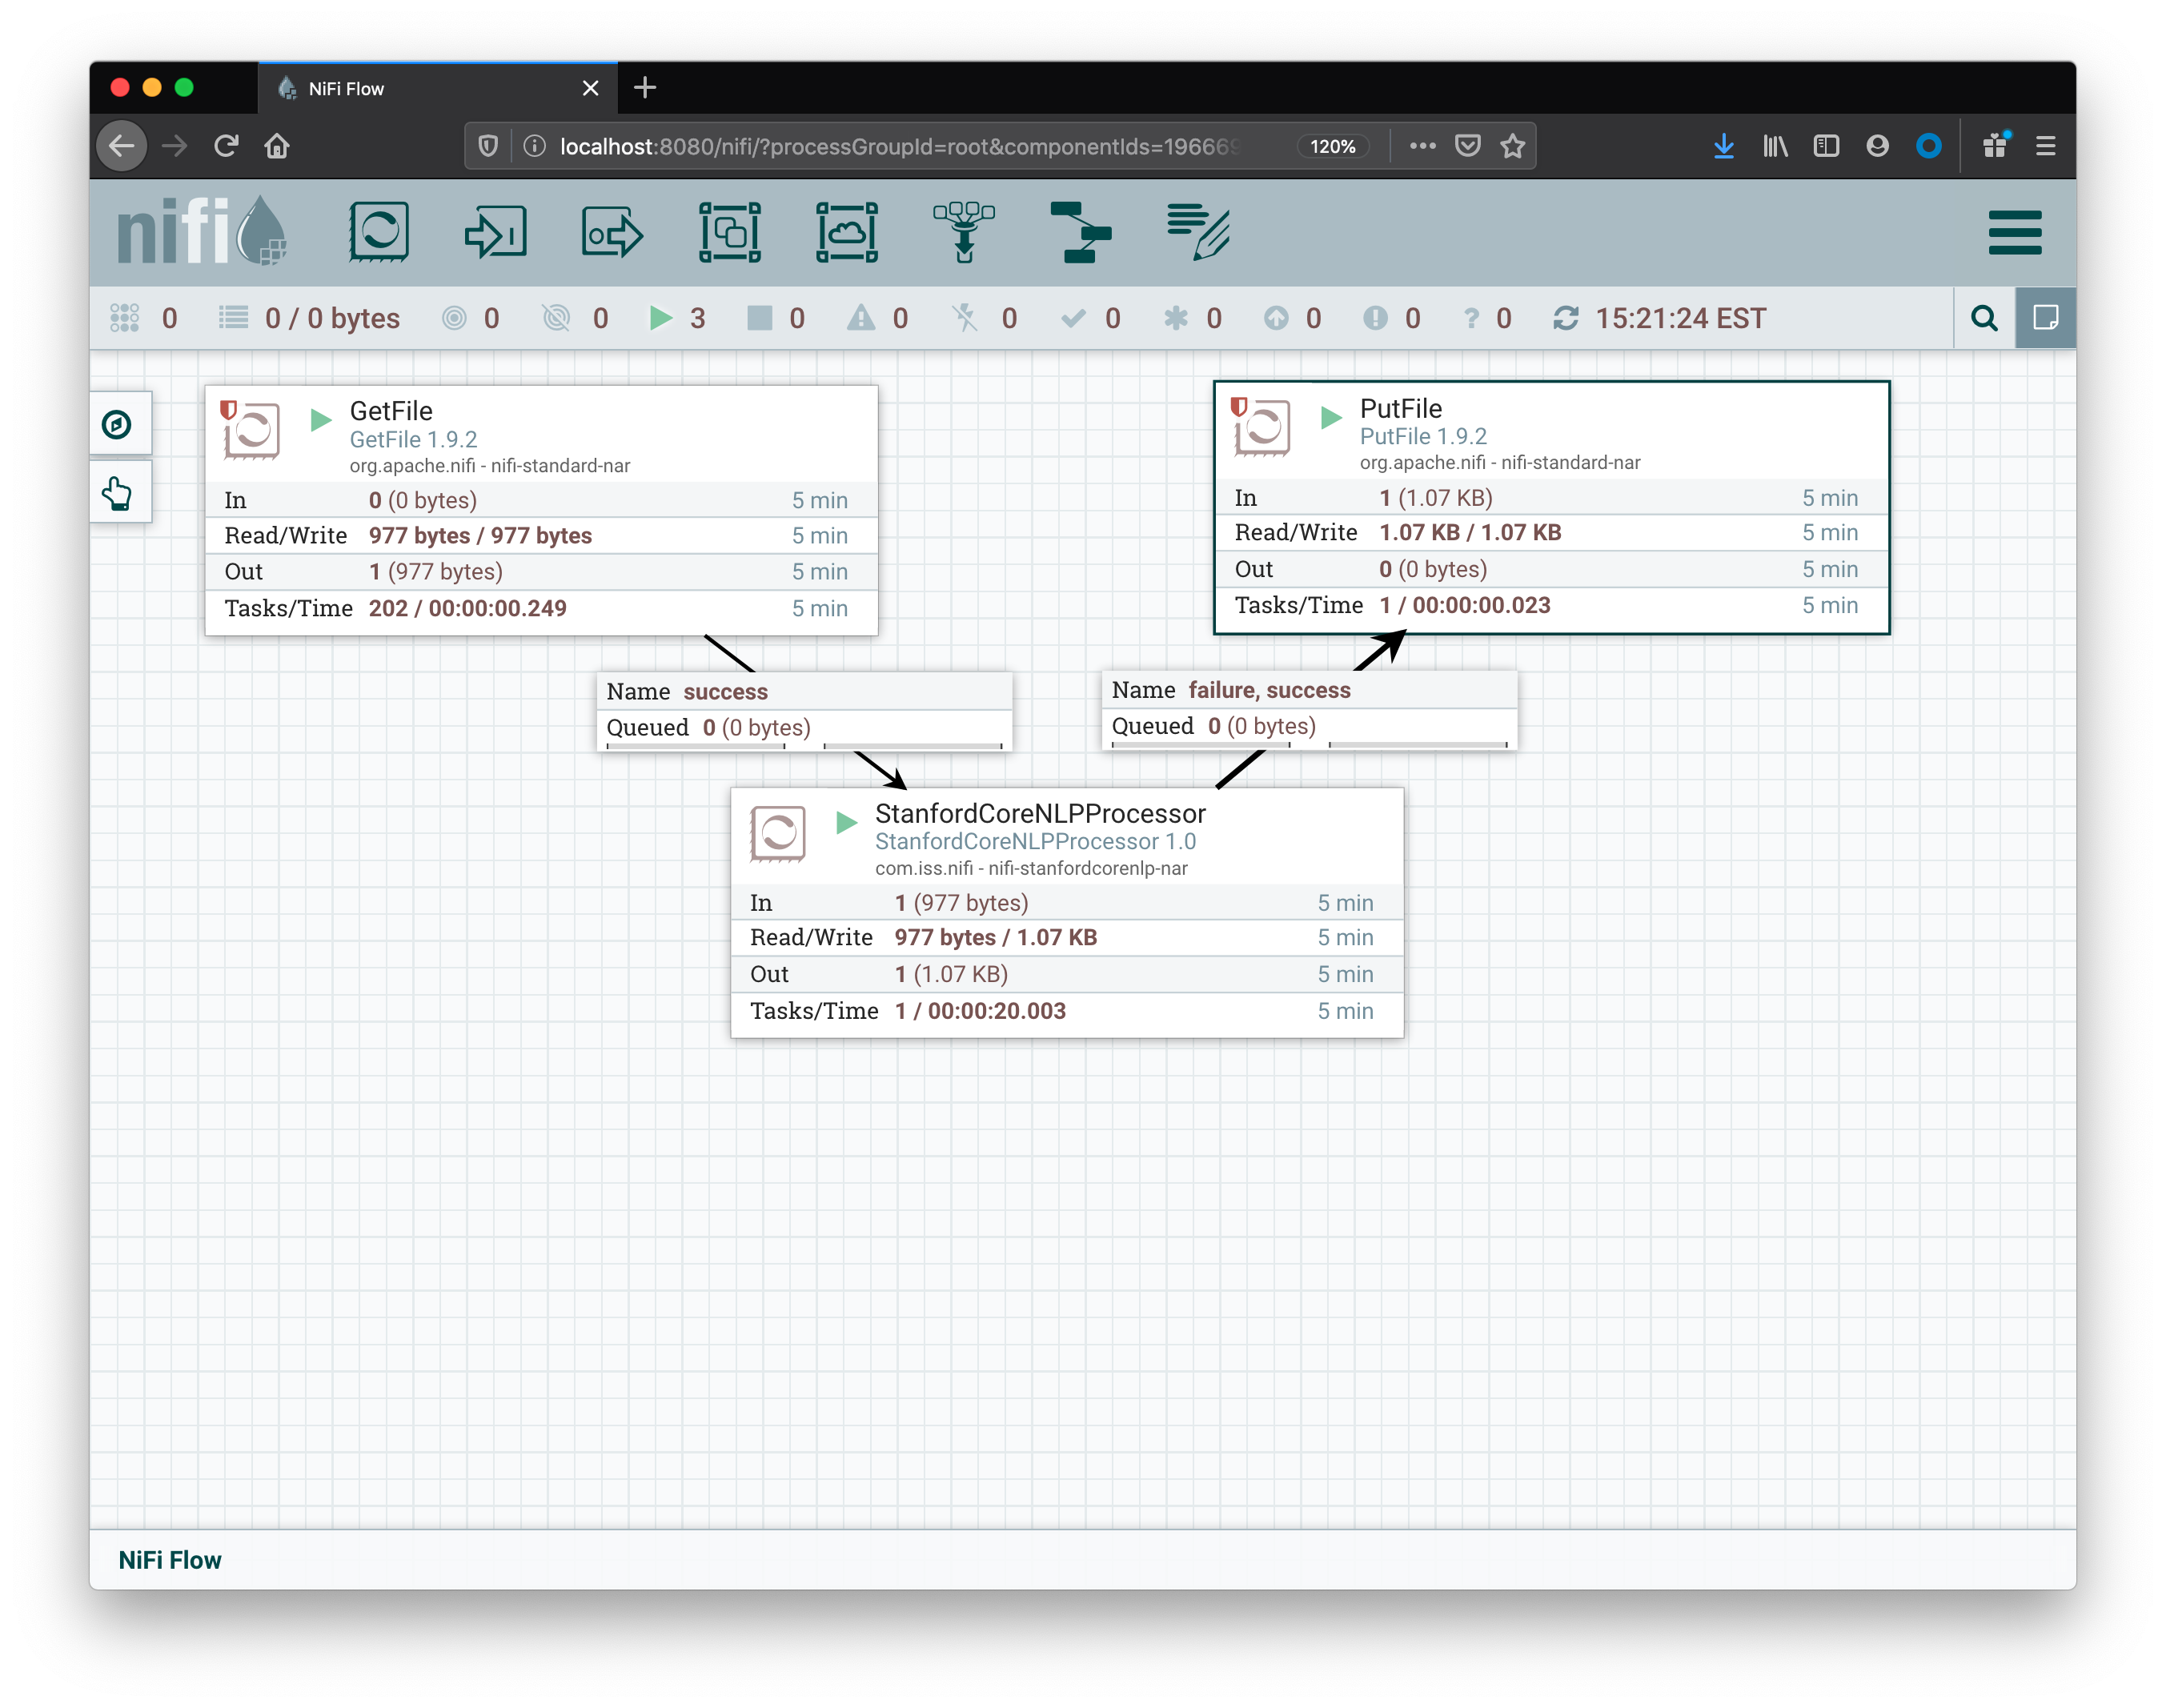 NiFi Flow
localhost:8080/nifi/?processGroupId=root&componentIds=196669
120%
nifi
0
0 / 0 bytes
0
0
3
0
0
0
0
0
0
0
? 0
15:21:24 EST
GetFile
GetFile 1.9.2
org.apache.nifi - nifi-standard-nar
In 0 (0 bytes) 5 min
Read/Write 977 bytes / 977 bytes 5 min
Out 1 (977 bytes) 5 min
Tasks/Time 202 / 00:00:00.249 5 min
PutFile
PutFile 1.9.2
org.apache.nifi - nifi-standard-nar
In 1 (1.07 KB) 5 min
Read/Write 1.07 KB / 1.07 KB 5 min
Out 0 (0 bytes) 5 min
Tasks/Time 1 / 00:00:00.023 5 min
Name success
Queued 0 (0 bytes)
Name failure, success
Queued 0 (0 bytes)
StanfordCoreNLPProcessor
StanfordCoreNLPProcessor 1.0
com.iss.nifi - nifi-stanfordcorenlp-nar
In 1 (977 bytes) 5 min
Read/Write 977 bytes / 1.07 KB 5 min
Out 1 (1.07 KB) 5 min
Tasks/Time 1 / 00:00:20.003 5 min
NiFi Flow